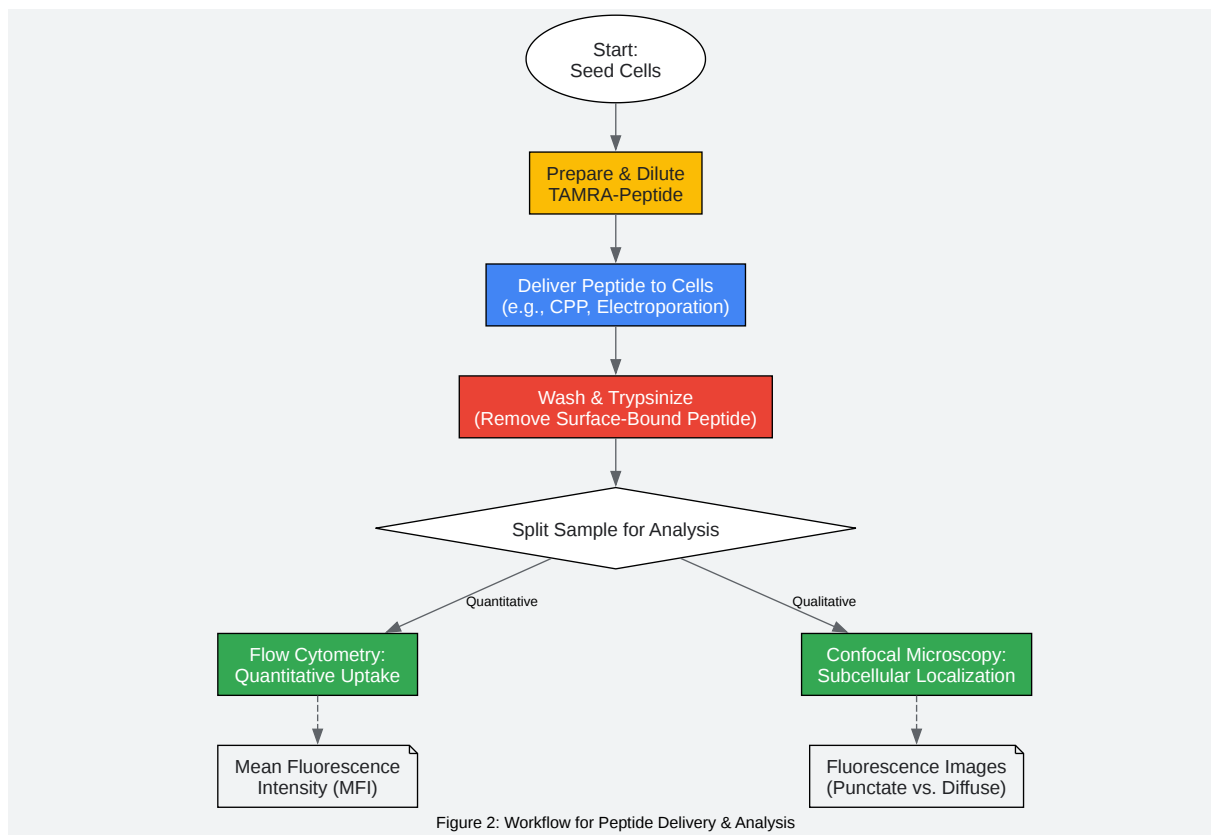 Start:
Seed Cells
Prepare & Dilute
TAMRA-Peptide
Deliver Peptide to Cells
(e.g., CPP, Electroporation)
Wash & Trypsinize
(Remove Surface-Bound Peptide)
Split Sample for Analysis
Quantitative
Qualitative
Flow Cytometry:
Quantitative Uptake
Confocal Microscopy:
Subcellular Localization
Mean Fluorescence
Intensity (MFI)
Fluorescence Images
(Punctate vs. Diffuse)
Figure 2: Workflow for Peptide Delivery & Analysis